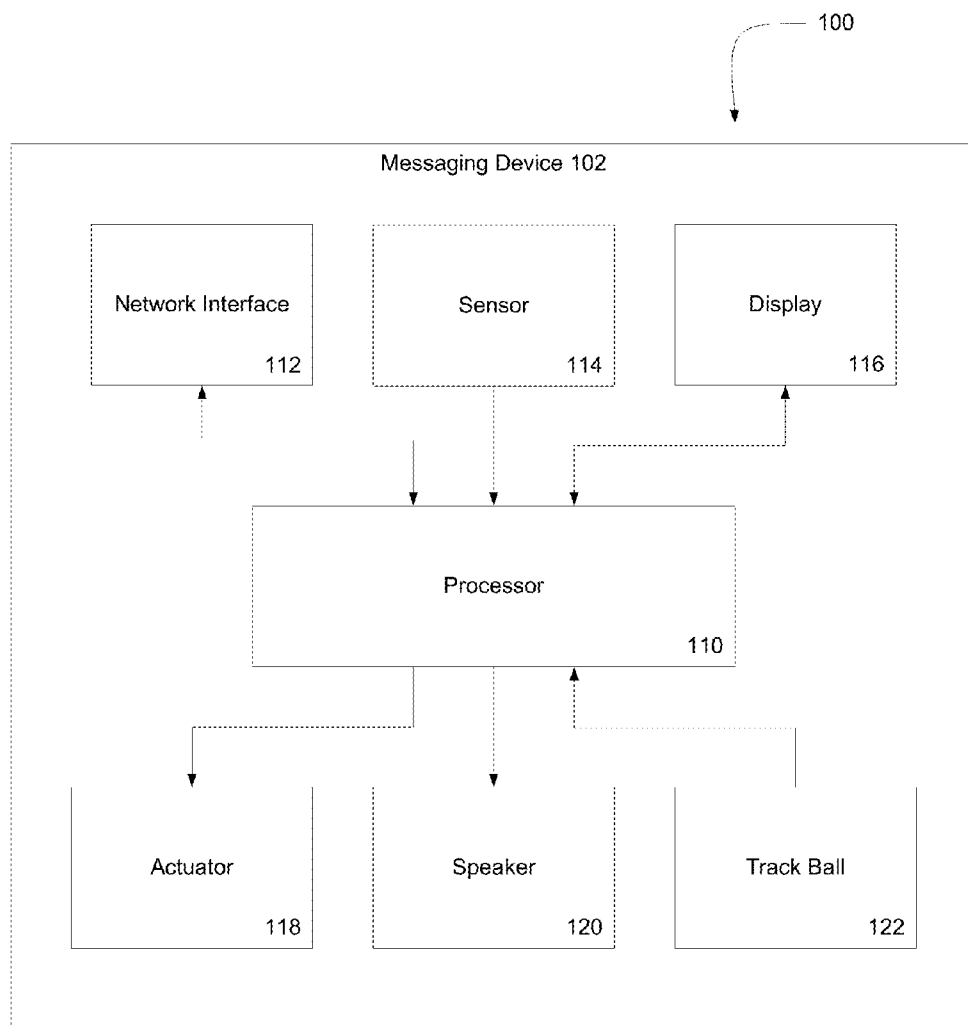 100
Messaging Device 102
Network Interface
112
Sensor
114
Display
116
Processor
110
Actuator
118
Speaker
120
Track Ball
122